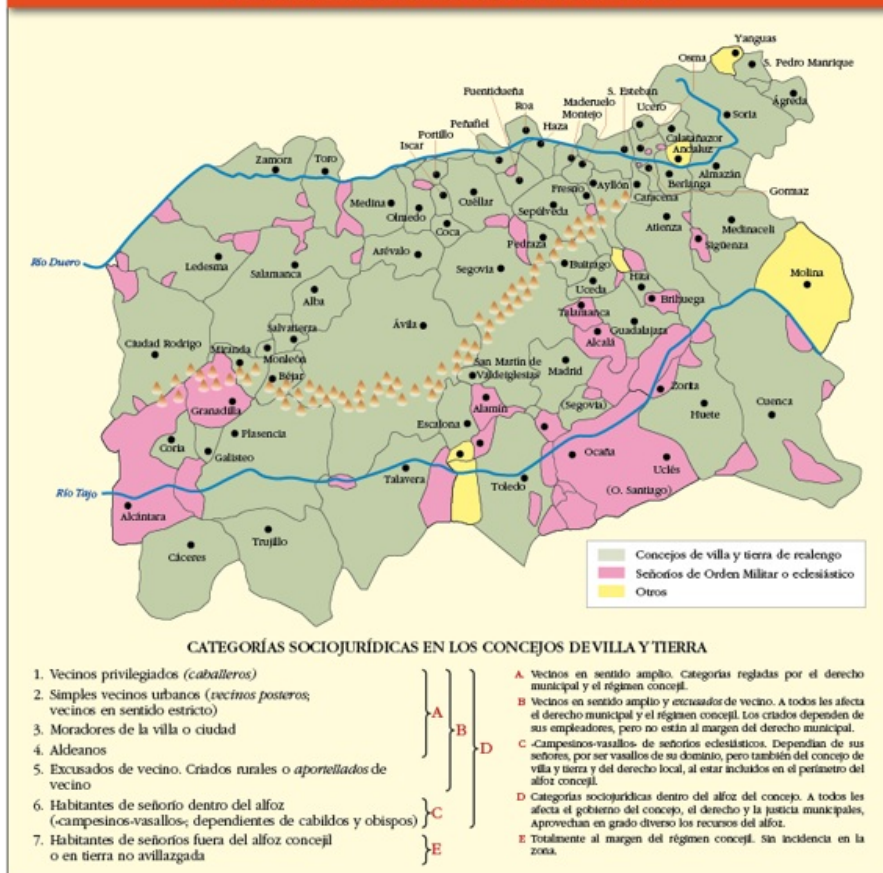 Yanguas
Osma
S. Pedro Manrique
Fuentidueña
S. Esteban
Ágreda
Roa
Maderuelo
Ucero
Peñafiel
Haza
Montejo
Soria
Portillo
Calatañazor
Iscar
Andaluz
Zamora
Toro
Almazán
Fresno
Ayllón
Berlanga
Gormaz
Medina
Cuéllar
Caracena
Olmedo
Sepúlveda
Coca
Atienza
Medinaceli
Pedraza
Sigüenza
Arévalo
Río Duero
Ledesma
Salamanca
Segovia
Buitrago
Hita
Molina
Alba
Uceda
Brihuega
Talamanca
Salvatierra
Ávila
Guadalajara
Ciudad Rodrigo
Miranda
Alcalá
Monleón
San Martín de
Valdeiglesias
Madrid
Béjar
Zorita
Granadilla
Alamín
(Segovia)
Huete
Cuenca
Escalona
Plasencia
Coria
Galisteo
Ocaña
Uclés
Talavera
Toledo
(O. Santiago)
Río Tajo
Alcántara
Trujillo
Cáceres
Concejos de villa y tierra de realengo
Señoríos de Orden Militar o eclesiástico
Otros
CATEGORÍAS SOCIOJURÍDICAS EN LOS CONCEJOS DE VILLA Y TIERRA
1. Vecinos privilegiados (caballeros)
2. Simples vecinos urbanos (vecinos posteros;
vecinos en sentido estricto)
3. Moradores de la villa o ciudad
4. Aldeanos
5. Excusados de vecino. Criados rurales o aportellados de
vecino
6. Habitantes de señorío dentro del alfoz
(«campesinos-vasallos»; dependientes de cabildos y obispos)
7. Habitantes de señoríos fuera del alfoz concejil
o en tierra no avillazgada
A
B
D
C
E
A Vecinos en sentido amplio. Categorías regladas por el derecho
municipal y el régimen concejil.
B Vecinos en sentido amplio y excusados de vecino. A todos les afecta
el derecho municipal y el régimen concejil. Los criados dependen de
sus empleadores, pero no están al margen del derecho municipal.
C «Campesinos-vasallos» de señoríos eclesiásticos. Dependían de sus
señores, por ser vasallos de su dominio, pero también del concejo de
villa y tierra y del derecho local, al estar incluidos en el perímetro del
alfoz concejil.
D Categorías sociojurídicas dentro del alfoz del concejo. A todos les
afecta el gobierno del concejo, el derecho y la justicia municipales,
Aprovechan en grado diverso los recursos del alfoz.
E Totalmente al margen del régimen concejil. Sin incidencia en la
zona.